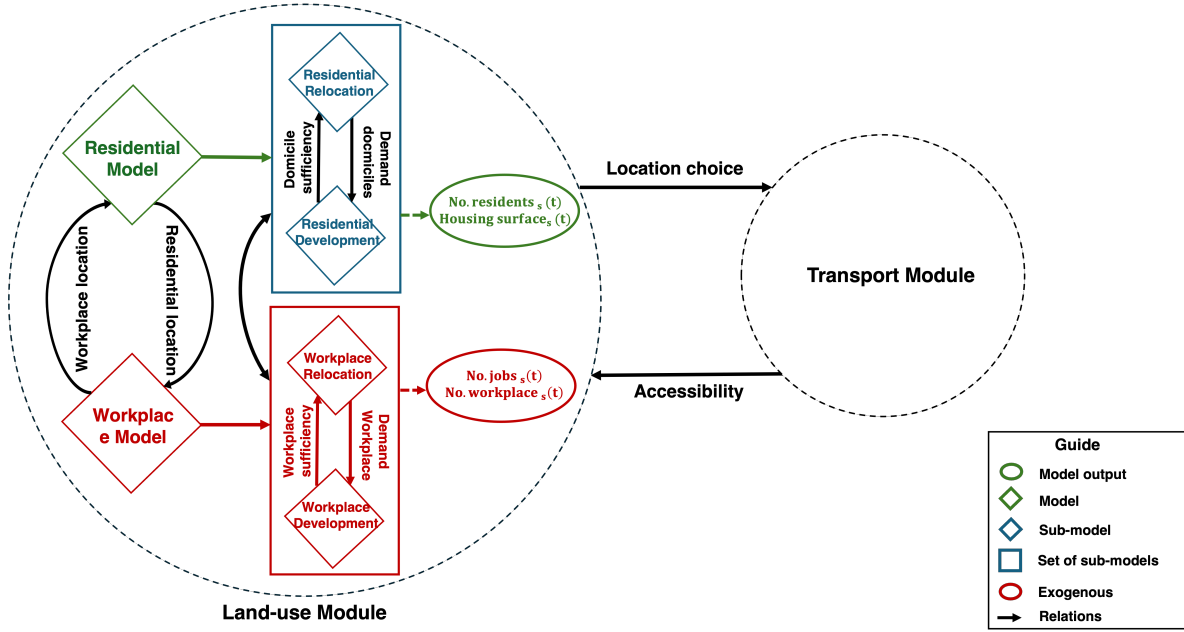 Residential
Model
Workplac
e Model
Workplace location
Residential location
Residential
Relocation
Domicile
sufficiency
Demand
docmiciles
Residential
Development
No. residents s (t)
Housing surface s (t)
Workplace
Relocation
Workplace
sufficiency
Demand
Workplace
Workplace
Development
No. jobs s (t)
No. workplace s (t)
Land-use Module
Location choice
Accessibility
Transport Module
Guide
Model output
Model
Sub-model
Set of sub-models
Exogenous
Relations